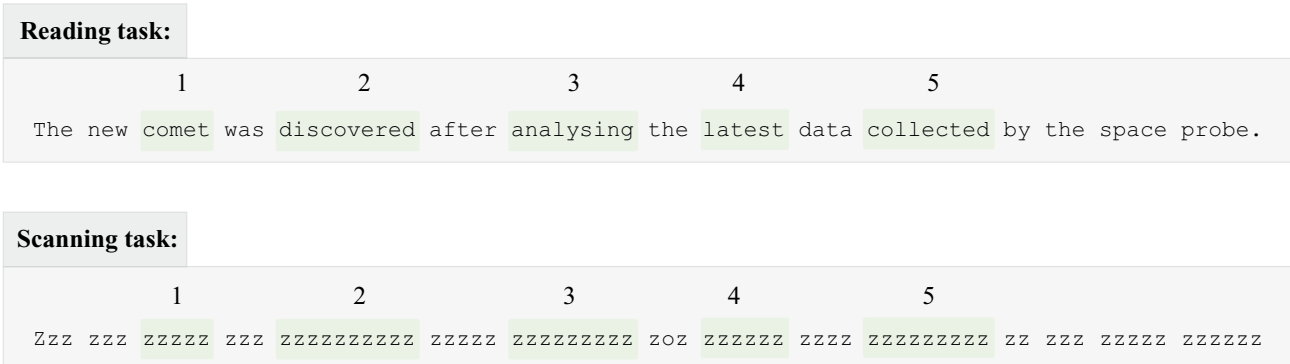 Reading task:
1 2 3 4 5
The new comet was discovered after analysing the latest data collected by the space probe.
Scanning task:
1 2 3 4 5
Zzz zzz zzzzz zzz zzzzzzzzzz zzzzz zzzzzzzzz zoz zzzzzz zzzz zzzzzzzzz zz zzz zzzzz zzzzzz